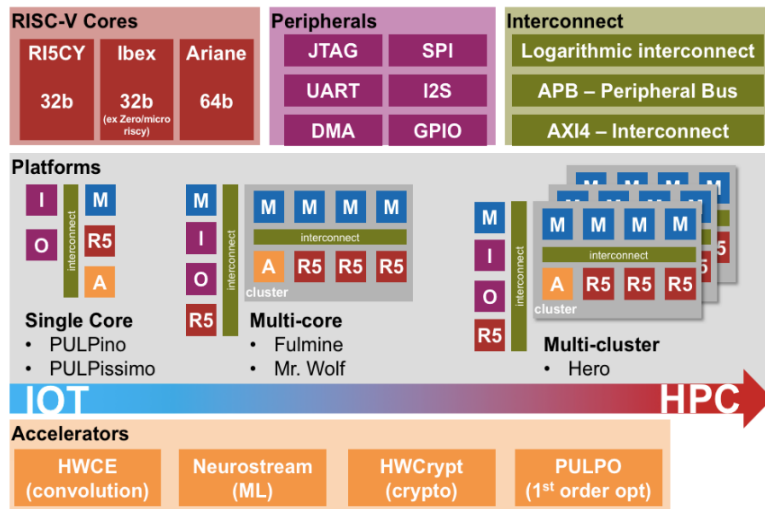 RISC-V Cores
RI5CY
32b
Ibex
32b
(ex Zero/micro
riscy)
Ariane
64b
Peripherals
JTAG
SPI
UART
I2S
DMA
GPIO
Interconnect
Logarithmic interconnect
APB – Peripheral Bus
AXI4 – Interconnect
Platforms
I
O
interconnect
M
R5
A
Single Core
• PULPino
• PULPissimo
M
I
O
R5
interconnect
M M M M
interconnect
A R5 R5 R5
cluster
Multi-core
• Fulmine
• Mr. Wolf
M
I
O
R5
interconnect
M M M M
M M M M
M M M M
interconnect
A R5 R5 R5
5
5
cluster
Multi-cluster
• Hero
IOT
HPC
Accelerators
HWCE
(convolution)
Neurostream
(ML)
HWCrypt
(crypto)
PULPO
(1st order opt)